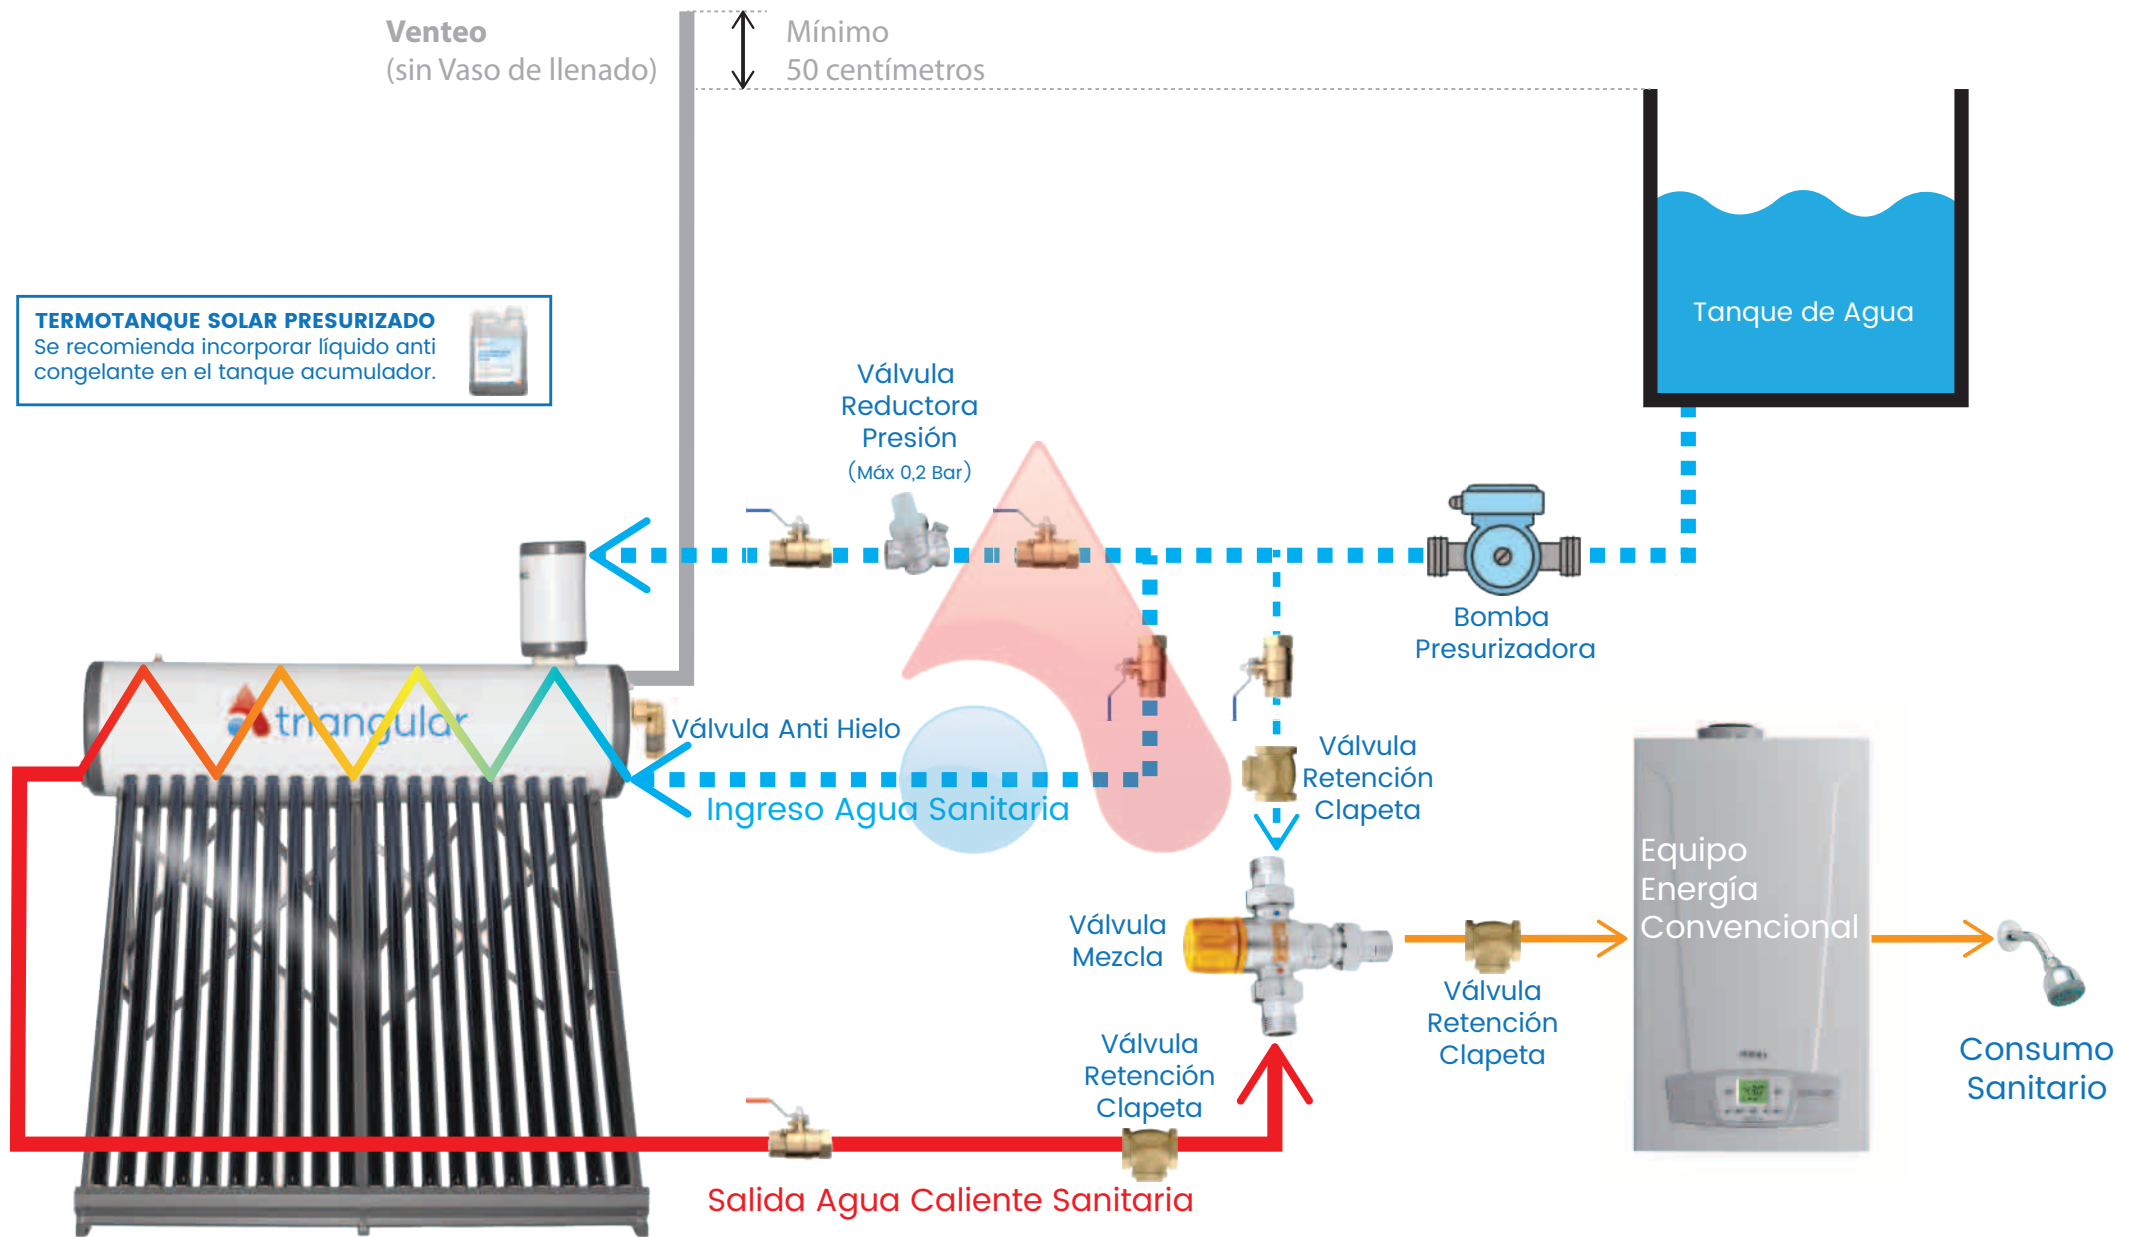 Venteo
(sin Vaso de llenado)
Mínimo
50 centímetros
Tanque de Agua
TERMOTANQUE SOLAR PRESURIZADO
Se recomienda incorporar líquido anti
congelante en el tanque acumulador.
Válvula
Reductora
Presión
(Máx 0,2 Bar)
Bomba
Presurizadora
triangular
Válvula Anti Hielo
Ingreso Agua Sanitaria
Válvula
Retención
Clapeta
Equipo
Energía
Convencional
Válvula
Mezcla
Válvula
Retención
Clapeta
Válvula
Retención
Clapeta
Consumo
Sanitario
Salida Agua Caliente Sanitaria